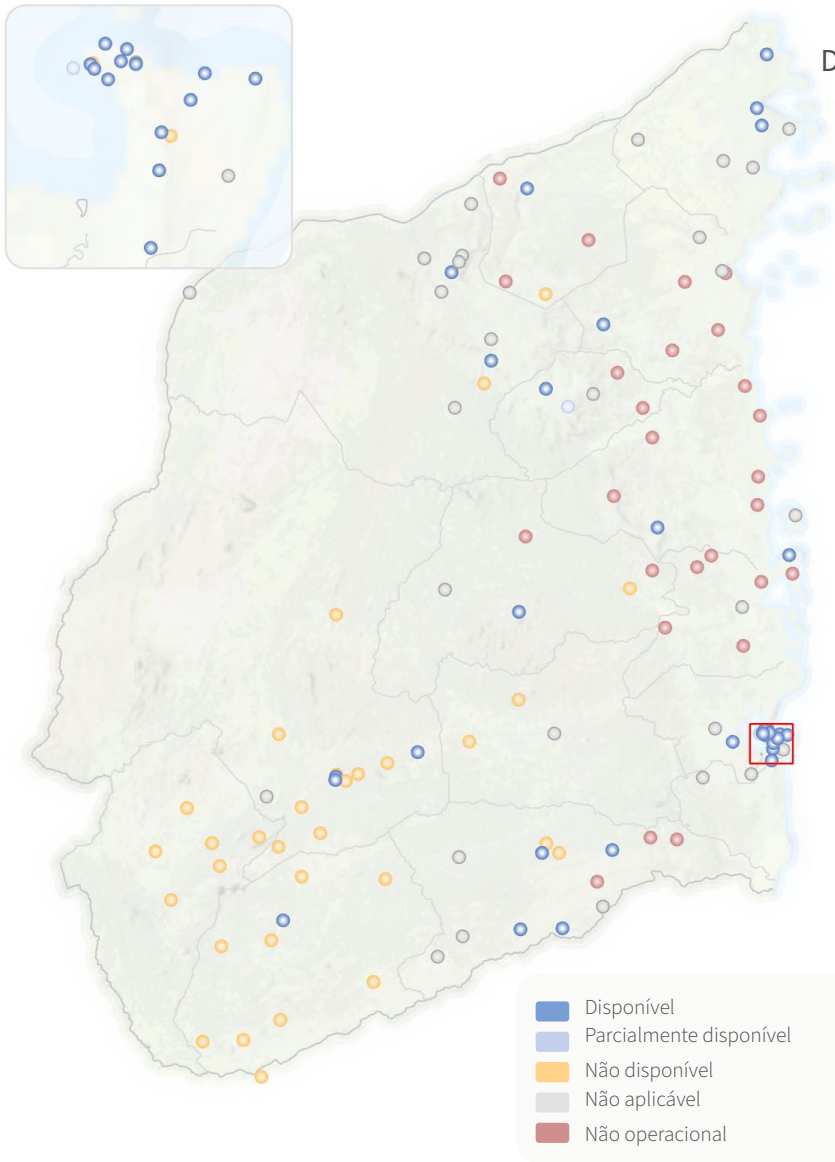 D
Disponível
Parcialmente disponível
Não disponível
Não aplicável
Não operacional